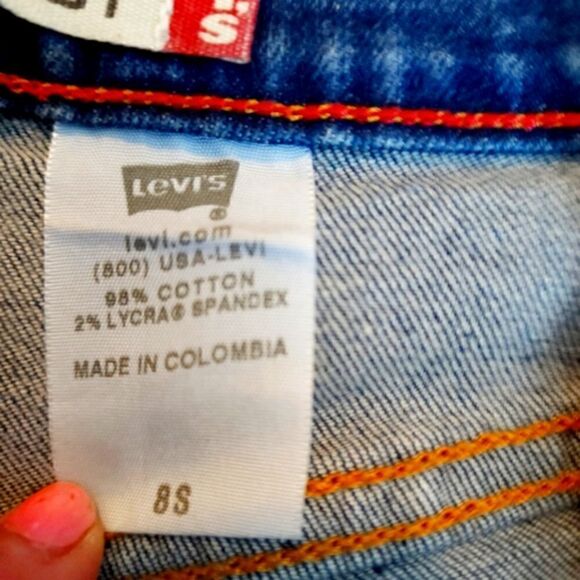 LEVI'S
®
levi.com
(800) USA-LEVI
98% COTTON
2% LYCRA® SPANDEX
MADE IN COLOMBIA
8S